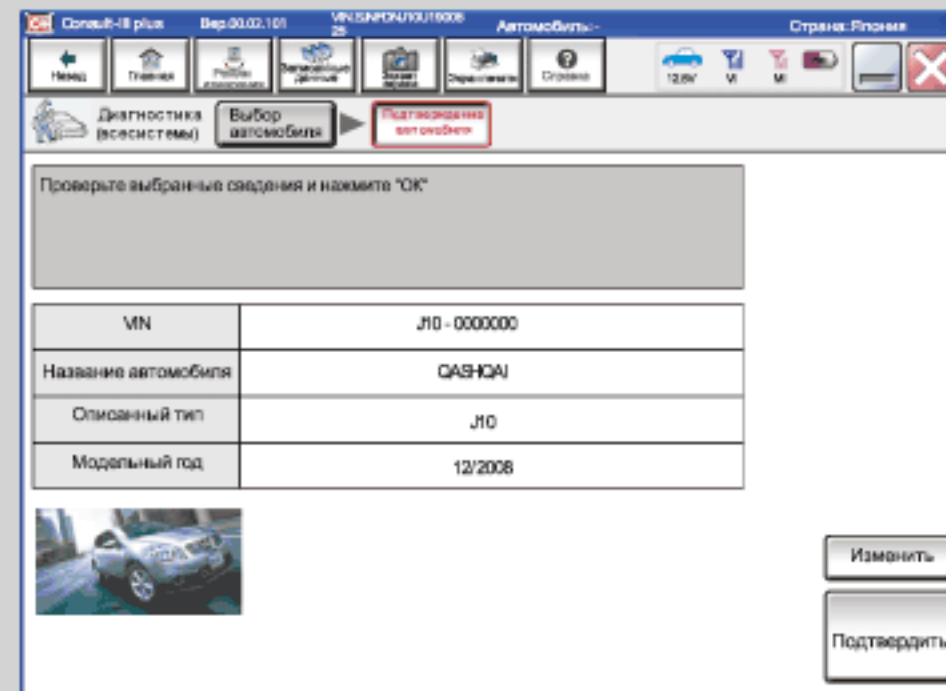 Consult-III plus
Вер.00.02.101
Автомобиль:-
Страна:Япония
Назад
Главная
Справка
12.8V
VI
MI
Диагностика
(всесистемы)
Выбор
автомобиля
Подтверждение
автомобиля
Проверьте выбранные сведения и нажмите "ОК"
VIN
J10 - 0000000
Название автомобиля
QASHQAI
Описанный тип
J10
Модельный год
12/2008
Изменить
Подтвердить